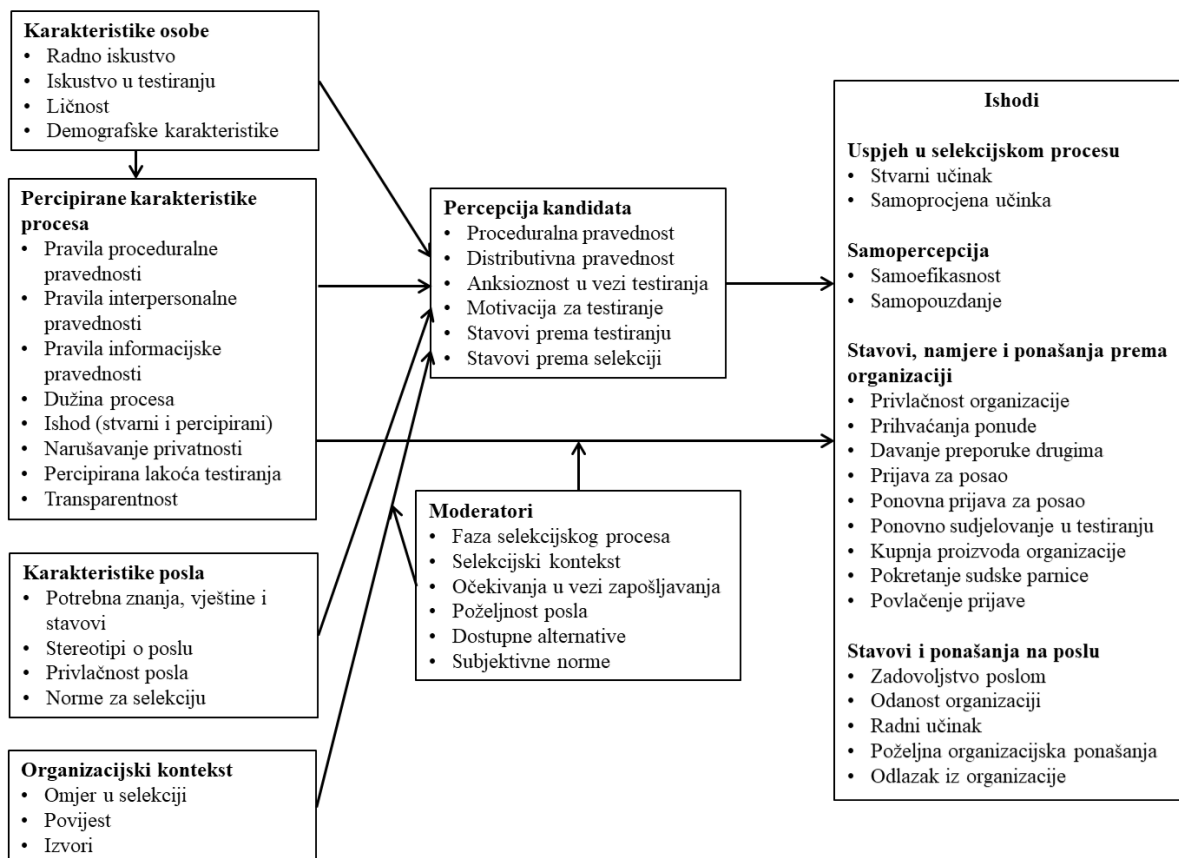 Karakteristike osobe
• Radno iskustvo
• Iskustvo u testiranju
• Ličnost
• Demografske karakteristike
Percipirane karakteristike
procesa
• Pravila proceduralne
pravednosti
• Pravila interpersonalne
pravednosti
• Pravila informacijske
pravednosti
• Dužina procesa
• Ishod (stvarni i percipirani)
• Narušavanje privatnosti
• Percipirana lakoća testiranja
• Transparentnost
Karakteristike posla
• Potrebna znanja, vještine i
stavovi
• Stereotipi o poslu
• Privlačnost posla
• Norme za selekciju
Organizacijski kontekst
• Omjer u selekciji
• Povijest
• Izvori
Percepcija kandidata
• Proceduralna pravednost
• Distributivna pravednost
• Anksioznost u vezi testiranja
• Motivacija za testiranje
• Stavovi prema testiranju
• Stavovi prema selekciji
Moderatori
• Faza selekcijskog procesa
• Selekcijski kontekst
• Očekivanja u vezi zapošljavanja
• Poželjnost posla
• Dostupne alternative
• Subjektivne norme
Ishodi
Uspjeh u selekcijskom procesu
• Stvarni učinak
• Samoprocjena učinka
Samopercepcija
• Samoefikasnost
• Samopouzdanje
Stavovi, namjere i ponašanja prema
organizaciji
• Privlačnost organizacije
• Prihvaćanja ponude
• Davanje preporuke drugima
• Prijava za posao
• Ponovna prijava za posao
• Ponovno sudjelovanje u testiranju
• Kupnja proizvoda organizacije
• Pokretanje sudske parnice
• Povlačenje prijave
Stavovi i ponašanja na poslu
• Zadovoljstvo poslom
• Odanost organizaciji
• Radni učinak
• Poželjna organizacijska ponašanja
• Odlazak iz organizacije